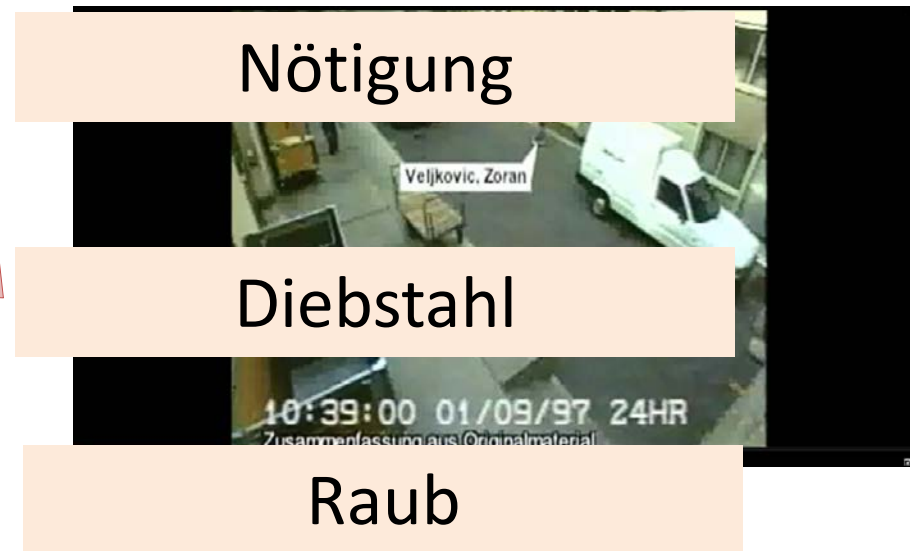 Nötigung
Veljkovic, Zoran
Diebstahl
10:39:00 01/09/97 24HR
Zusammenfassung aus Originalmaterial
Raub